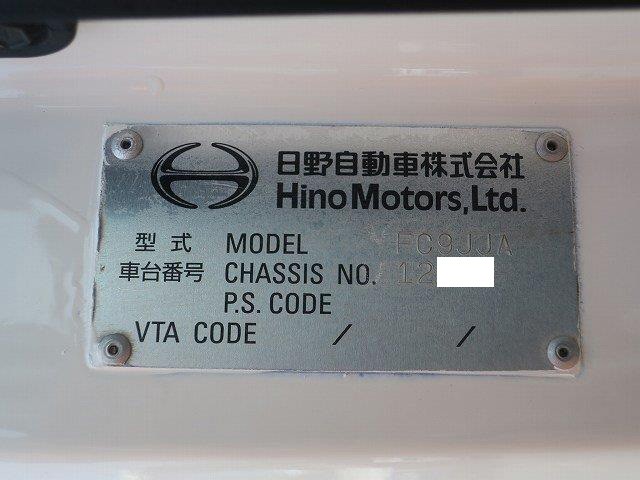 日野自動車株式会社
Hino Motors, Ltd.
型式 MODEL FC9JJA
車台番号 CHASSIS NO. 12
P.S. CODE
VTA CODE / /